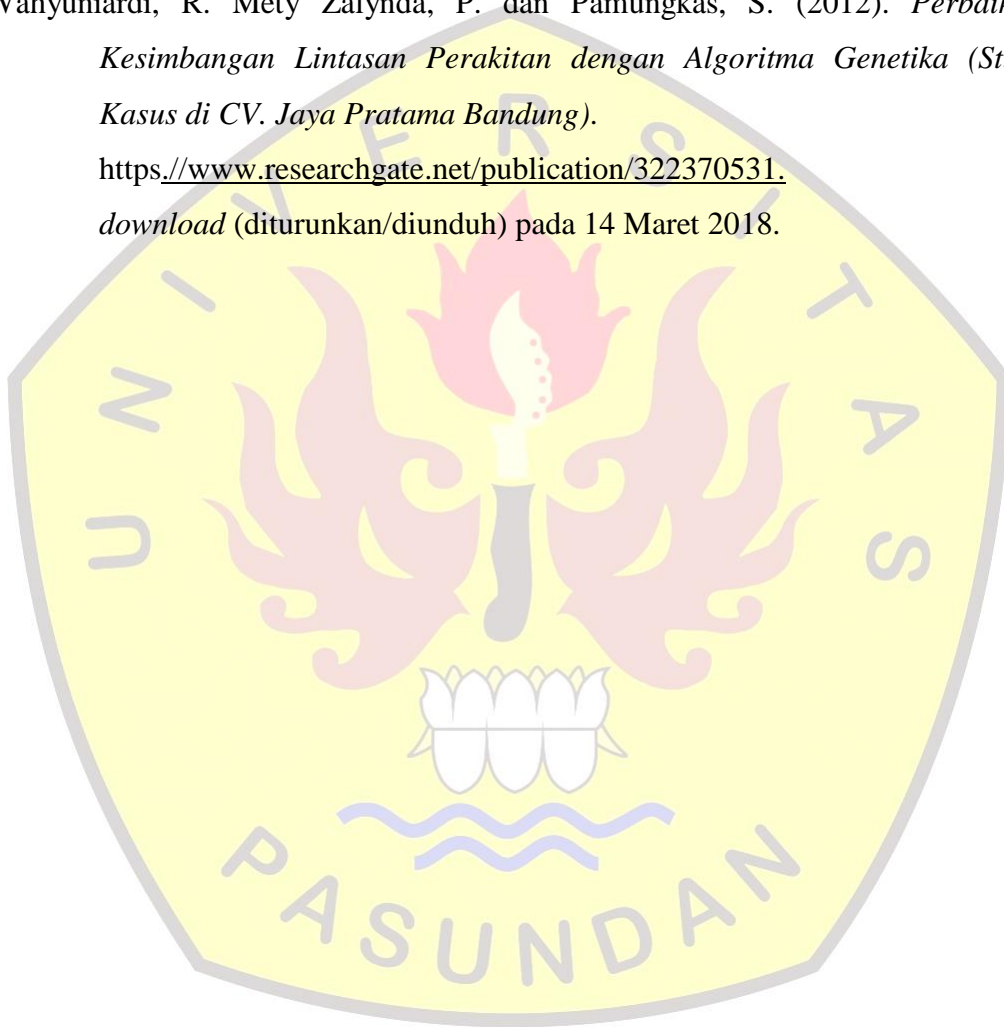 Wahyuniardi, R. Mety Zalynda, P. dan Pamungkas, S. (2012). Perbaik
Kesimbangan Lintasan Perakitan dengan Algoritma Genetika (St
Kasus di CV. Jaya Pratama Bandung).
https.//www.researchgate.net/publication/322370531.
download (diturunkan/diunduh) pada 14 Maret 2018.
UNIVERSITAS
PASUNDAN